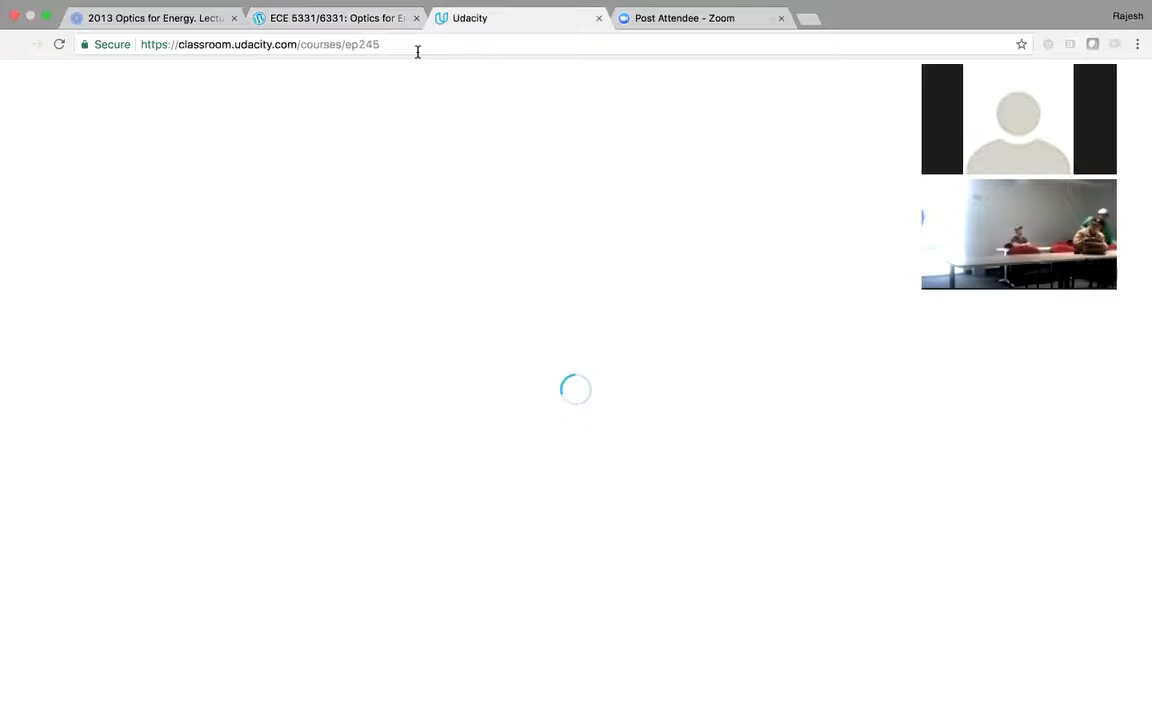 2013 Optics for Energy. Lectu
ECE 5331/6331: Optics for E
Udacity
Post Attendee - Zoom
Rajesh
Secure
https://classroom.udacity.com/courses/ep245